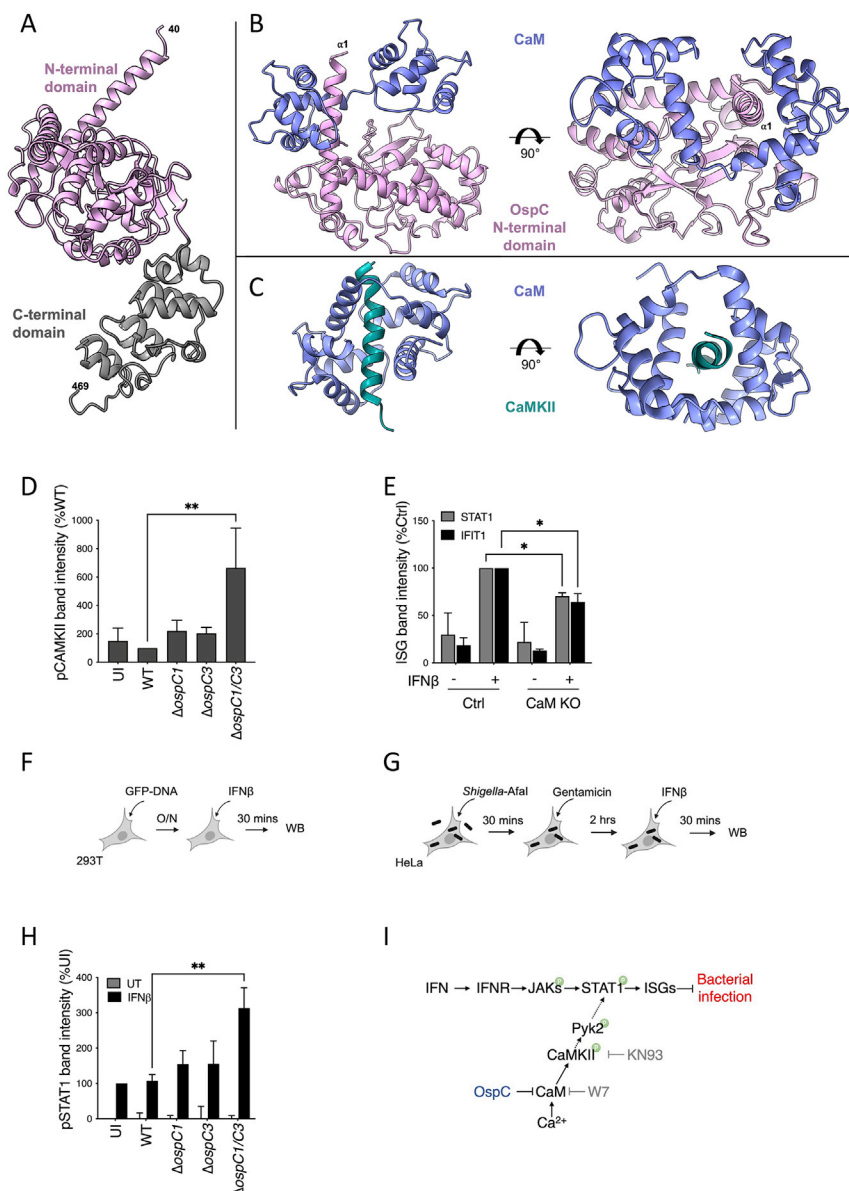 A
40
N-terminal
domain
C-terminal
domain
469
B
α1
CaM
90°
α1
OspC
N-terminal
domain
C
CaM
90°
CaMKII
D
pCAMKII band intensity (%WT)
1000
800
600
400
200
0
**
UI
WT
ΔospC1
ΔospC3
ΔospC1/C3
E
ISG band intensity (%Ctrl)
150
100
50
0
STAT1
IFIT1
*
*
IFNβ - + - +
Ctrl CaM KO
F
GFP-DNA IFNβ
O/N 30 mins
WB
293T
G
Shigella-AfaI Gentamicin IFNβ
30 mins 2 hrs 30 mins
WB
HeLa
H
pSTAT1 band intensity (%UI)
400
300
200
100
0
UT
IFNβ
**
UI
WT
ΔospC1
ΔospC3
ΔospC1/C3
I
IFN IFNR JAKs STAT1 ISGs Bacterial
infection
Pyk2
CaMKII KN93
OspC CaM W7
Ca2+